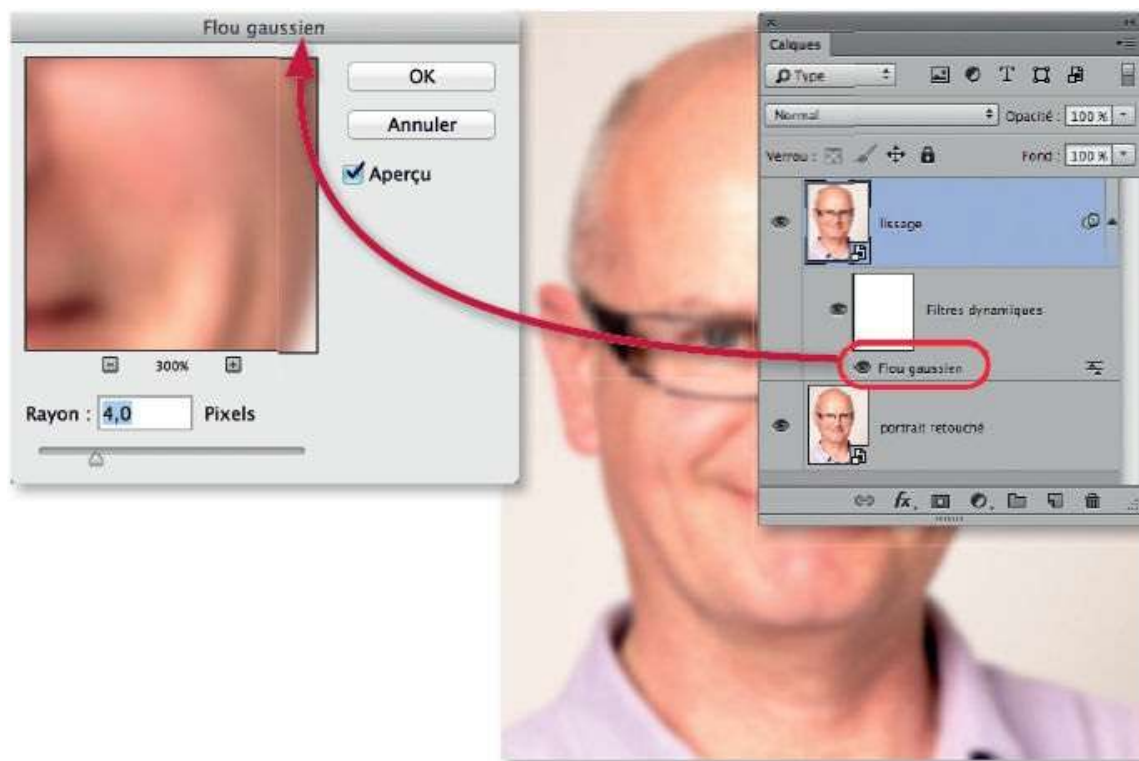 Flou gaussien
OK
Annuler
Aperçu
300%
Rayon : 4,0 Pixels
Calques
Type
Normal
Opacité : 100 %
Verrou :
Fond : 100 %
lissage
Filtres dynamiques
Flou gaussien
portrait retouché
fx